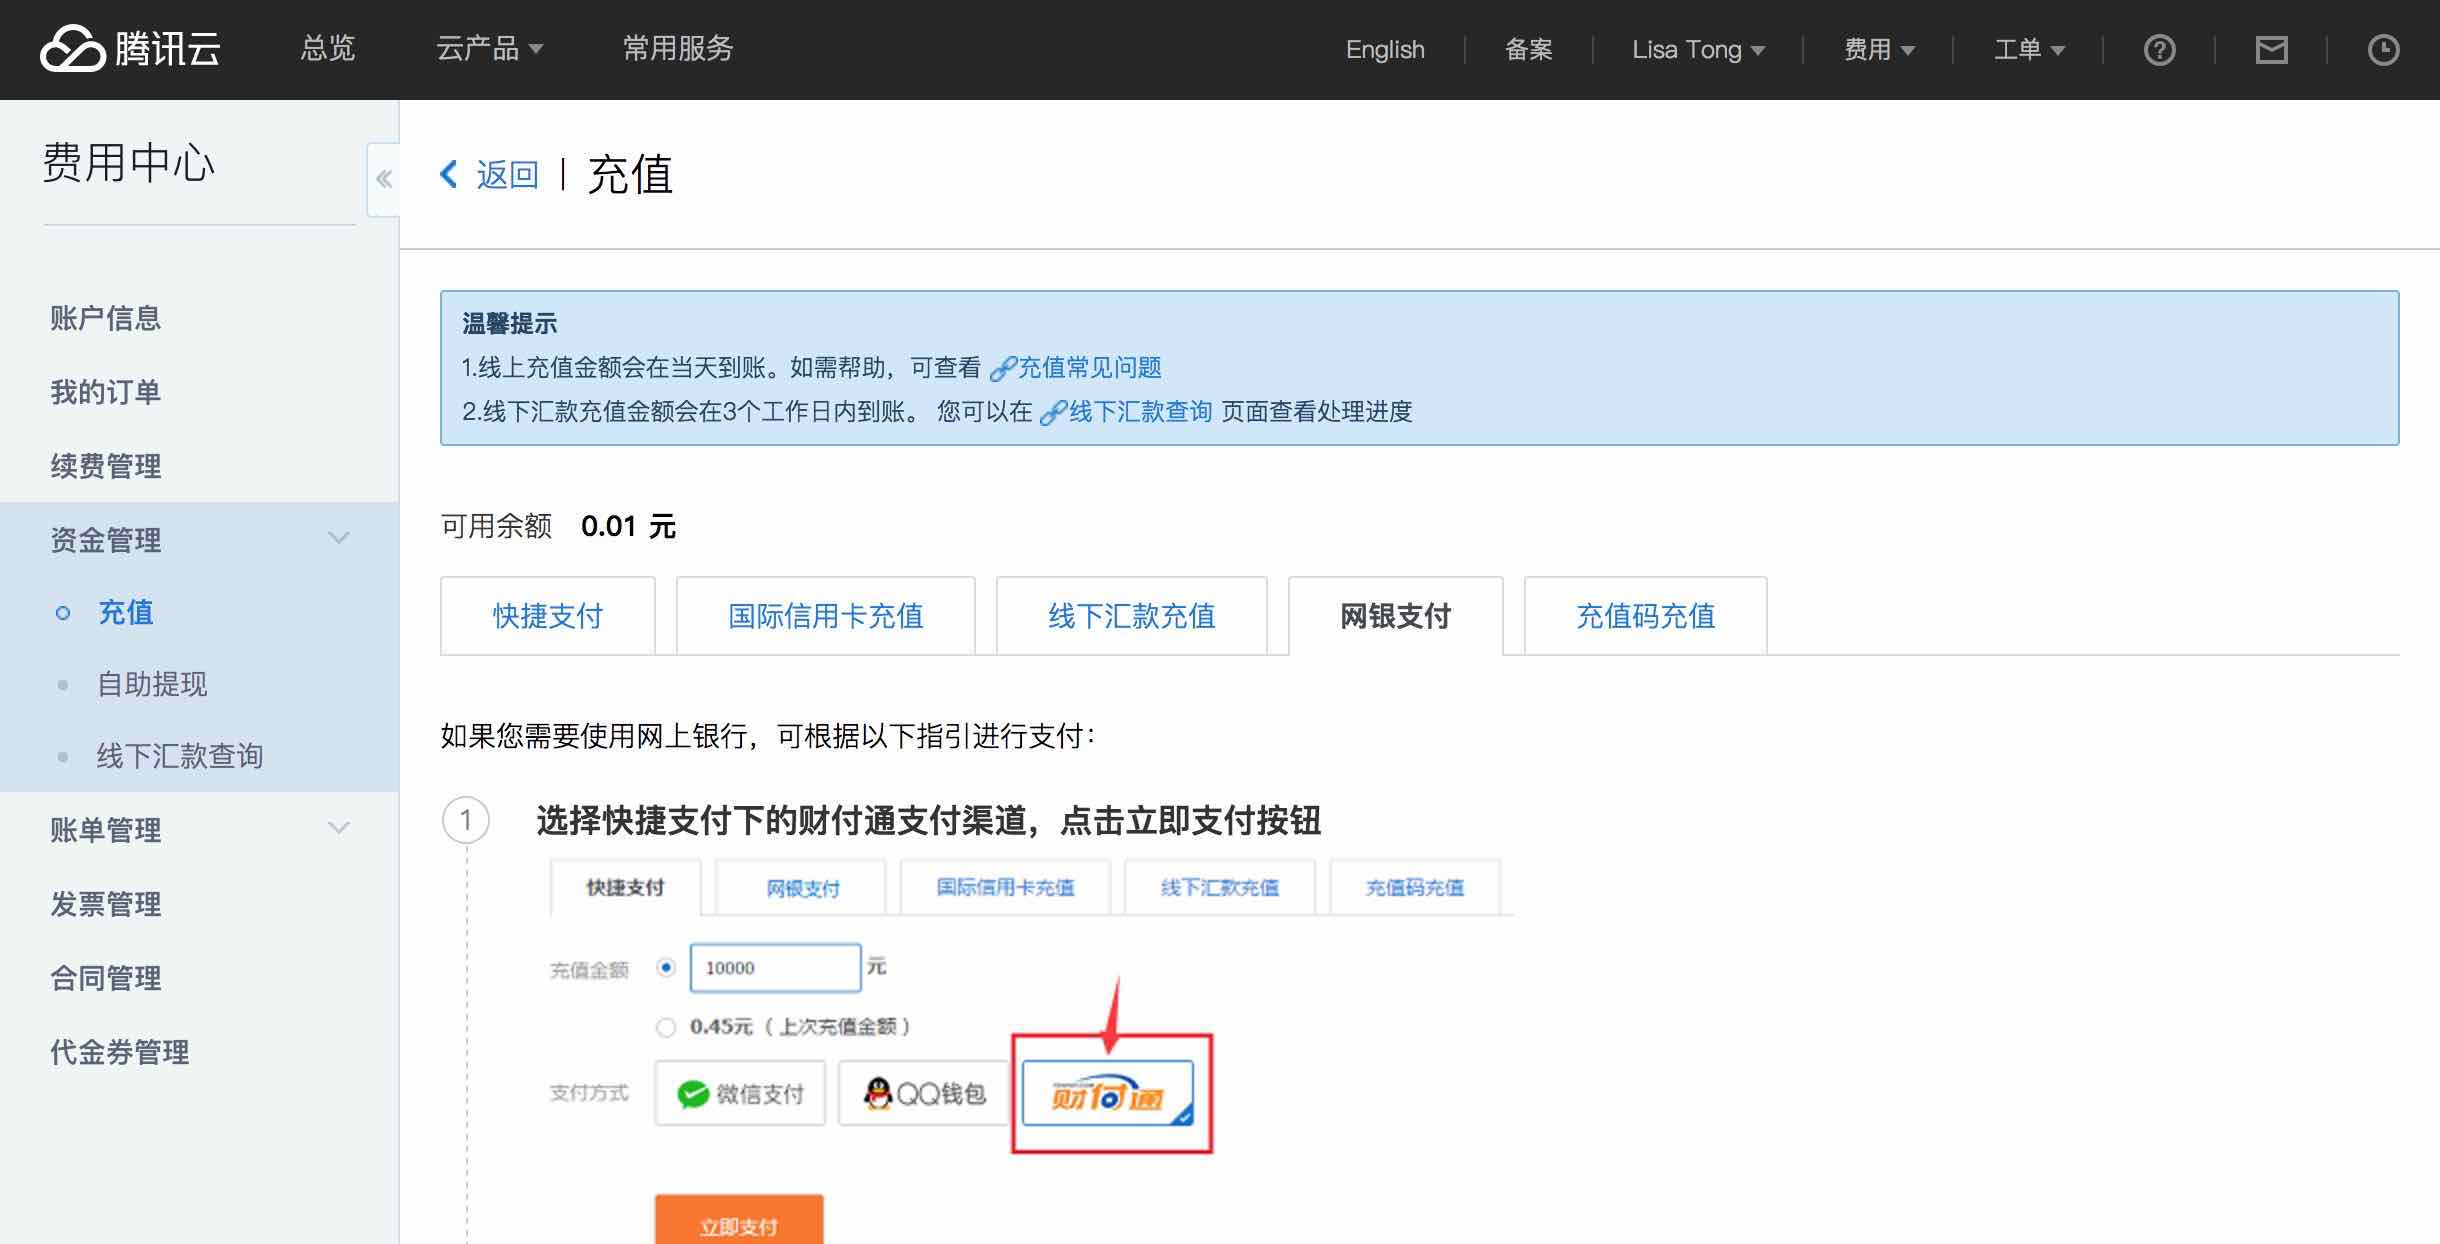 腾讯云 总览 云产品 常用服务 English 备案 Lisa Tong 费用 工单
费用中心
账户信息
我的订单
续费管理
资金管理
充值
自助提现
线下汇款查询
账单管理
发票管理
合同管理
代金券管理
返回 | 充值
温馨提示
1.线上充值金额会在当天到账。如需帮助，可查看 充值常见问题
2.线下汇款充值金额会在3个工作日内到账。 您可以在 线下汇款查询 页面查看处理进度
可用余额 0.01 元
快捷支付 国际信用卡充值 线下汇款充值 网银支付 充值码充值
如果您需要使用网上银行，可根据以下指引进行支付：
1 选择快捷支付下的财付通支付渠道，点击立即支付按钮
快捷支付 网银支付 国际信用卡充值 线下汇款充值 充值码充值
充值金额 10000 元
0.45元（上次充值金额）
支付方式 微信支付 QQ钱包 财付通
立即支付